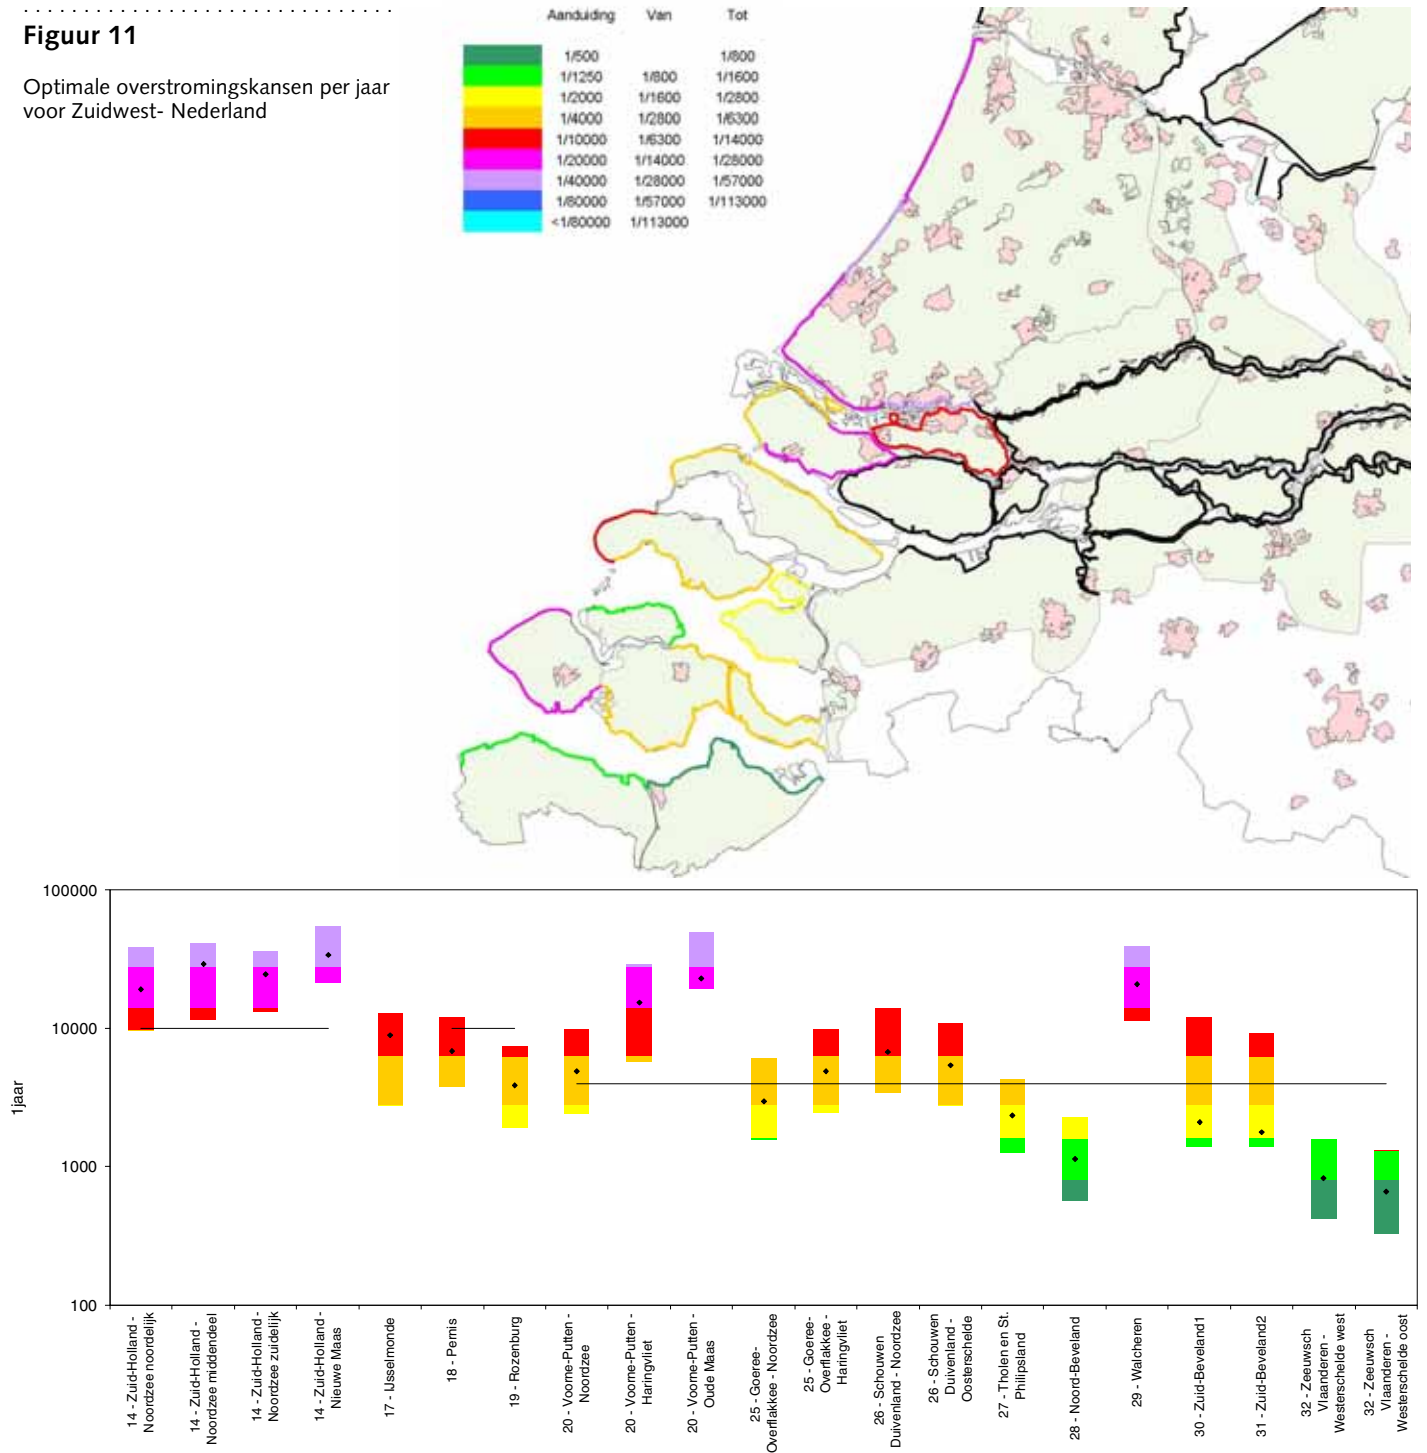 Figuur 11
Optimale overstromingskansen per jaar
voor Zuidwest- Nederland
Aanduiding Van Tot
1/500 1/800
1/1250 1/800 1/1600
1/2000 1/1600 1/2800
1/4000 1/2800 1/6300
1/10000 1/6300 1/14000
1/20000 1/14000 1/28000
1/40000 1/28000 1/57000
1/80000 1/57000 1/113000
<1/80000 1/113000
100000
10000
1000
100
1jaar
14 - Zuid-Holland -
Noordzee noordelijk
14 - Zuid-Holland -
Noordzee middendeel
14 - Zuid-Holland -
Noordzee zuidelijk
14 - Zuid-Holland -
Nieuwe Maas
17 - IJsselmonde
18 - Pernis
19 - Rozenburg
20 - Voorne-Putten -
Noordzee
20 - Voorne-Putten -
Haringvliet
20 - Voorne-Putten -
Oude Maas
25 - Goeree-
Overflakkee - Noordzee
25 - Goeree-
Overflakkee -
Haringvliet
26 - Schouwen
Duivenland - Noordzee
26 - Schouwen
Duivenland -
Oosterschelde
27 - Tholen en St.
Philipsland
28 - Noord-Beveland
29 - Walcheren
30 - Zuid-Beveland1
31 - Zuid-Beveland2
32 - Zeeuwsch
Vlaanderen -
Westerschelde west
32 - Zeeuwsch
Vlaanderen -
Westerschelde oost